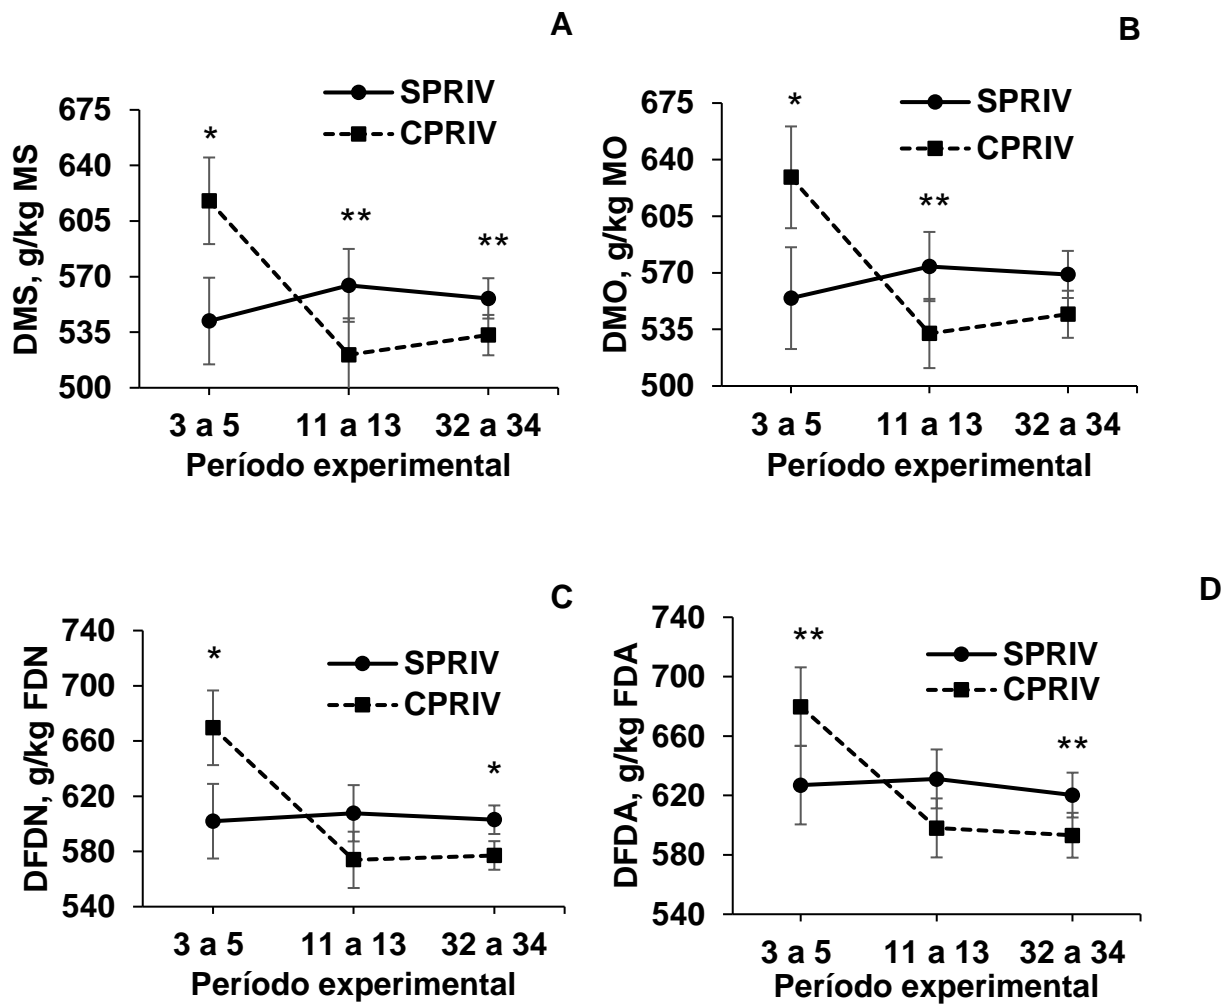 A
SPRIV
CPRIV
*
**
**
DMS, g/kg MS
675
640
605
570
535
500
3 a 5
11 a 13
32 a 34
Período experimental
B
SPRIV
CPRIV
*
**
DMO, g/kg MO
675
640
605
570
535
500
3 a 5
11 a 13
32 a 34
Período experimental
C
SPRIV
CPRIV
*
*
DFDN, g/kg FDN
740
700
660
620
580
540
3 a 5
11 a 13
32 a 34
Período experimental
D
SPRIV
CPRIV
**
**
DFDA, g/kg FDA
740
700
660
620
580
540
3 a 5
11 a 13
32 a 34
Período experimental